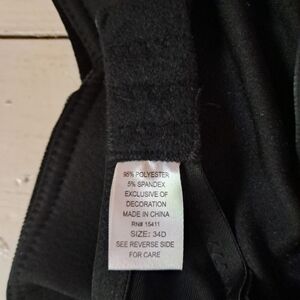 95% POLYESTER
5% SPANDEX
EXCLUSIVE OF
DECORATION
MADE IN CHINA
RN# 15411
SIZE: 34D
SEE REVERSE SIDE
FOR CARE